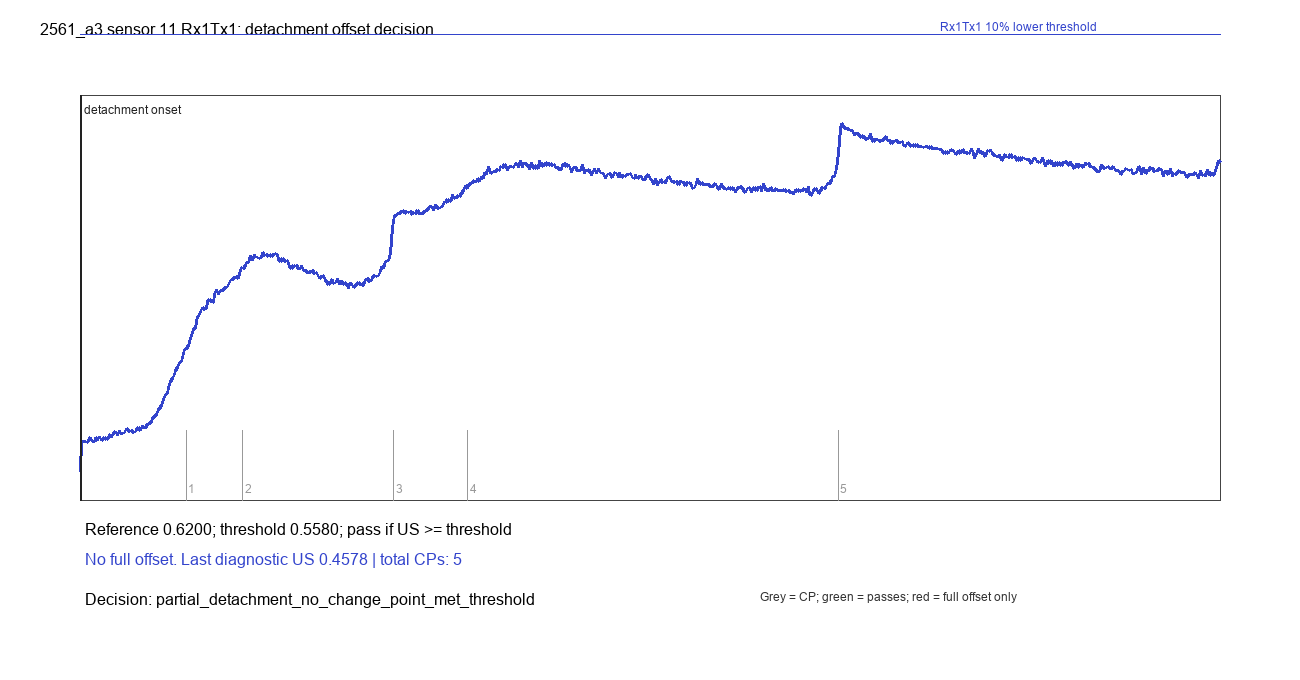 2561_a3 sensor 11 Rx1Tx1: detachment offset decision
Rx1Tx1 10% lower threshold
detachment onset
1
2
3
4
5
Reference 0.6200; threshold 0.5580; pass if US >= threshold
No full offset. Last diagnostic US 0.4578 | total CPs: 5
Decision: partial_detachment_no_change_point_met_threshold
Grey = CP; green = passes; red = full offset only